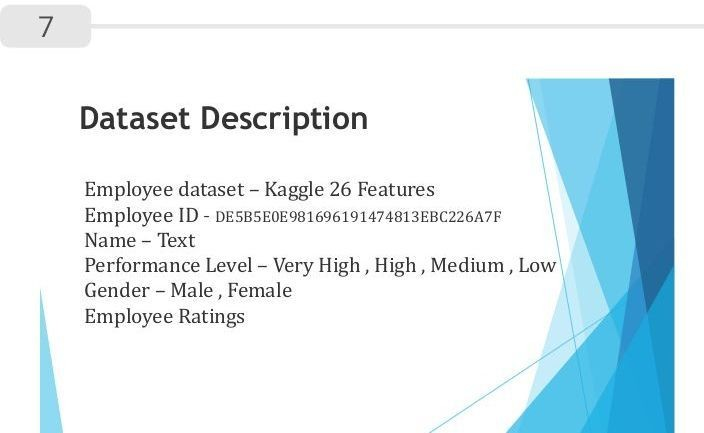 7
Dataset Description
Employee dataset – Kaggle 26 Features
Employee ID - DE5B5E0E981696191474813EBC226A7F
Name – Text
Performance Level – Very High , High , Medium , Low
Gender – Male , Female
Employee Ratings